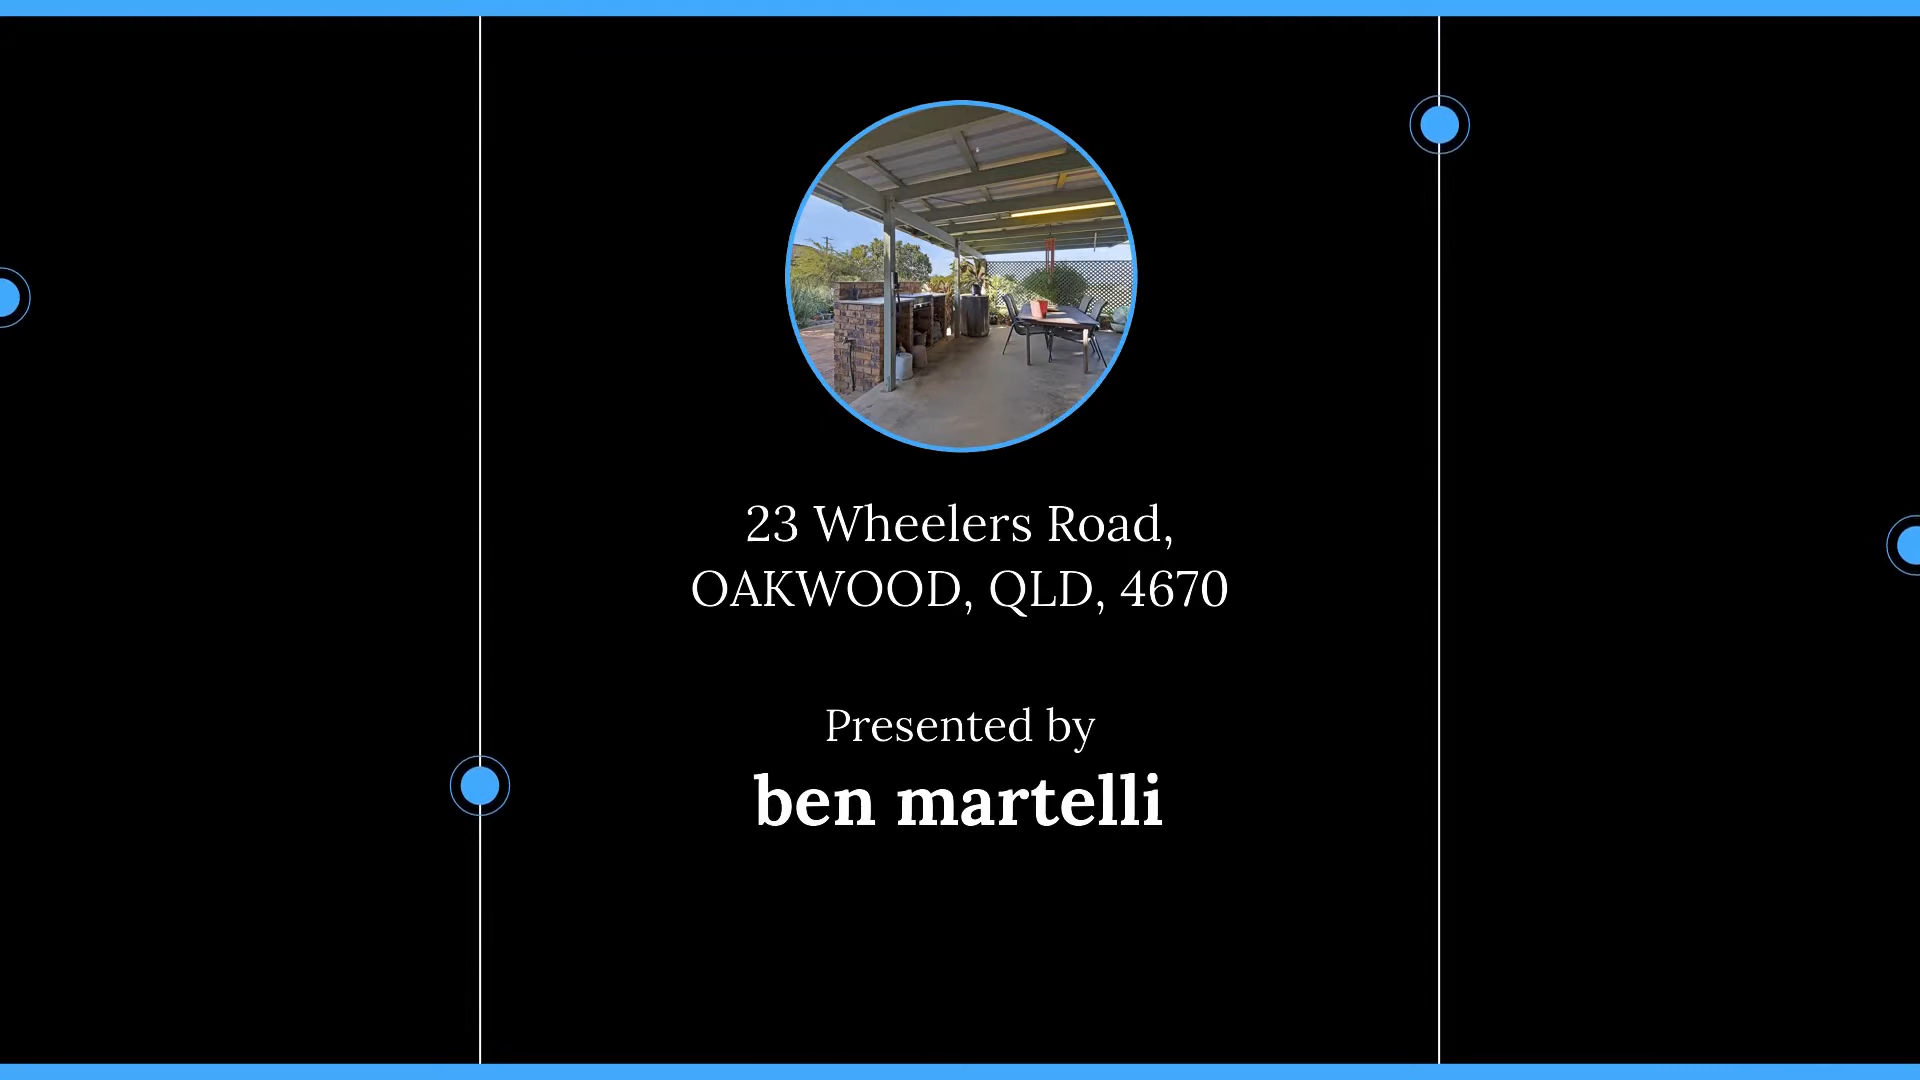 23 Wheelers Road,
OAKWOOD, QLD, 4670
Presented by
ben martelli